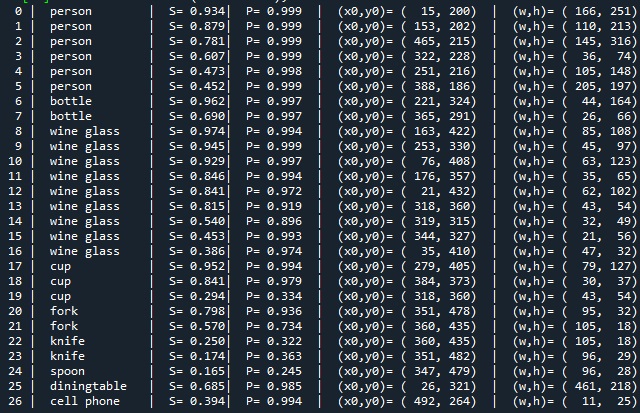 0 | person | S= 0.934| P= 0.999 | (x0,y0)= ( 15, 200) | (w,h)= ( 166, 251)
1 | person | S= 0.879| P= 0.999 | (x0,y0)= ( 153, 202) | (w,h)= ( 110, 213)
2 | person | S= 0.781| P= 0.999 | (x0,y0)= ( 465, 215) | (w,h)= ( 145, 316)
3 | person | S= 0.607| P= 0.999 | (x0,y0)= ( 322, 228) | (w,h)= ( 36, 74)
4 | person | S= 0.473| P= 0.998 | (x0,y0)= ( 251, 216) | (w,h)= ( 105, 148)
5 | person | S= 0.452| P= 0.999 | (x0,y0)= ( 388, 186) | (w,h)= ( 205, 197)
6 | bottle | S= 0.962| P= 0.997 | (x0,y0)= ( 221, 324) | (w,h)= ( 44, 164)
7 | bottle | S= 0.690| P= 0.997 | (x0,y0)= ( 365, 291) | (w,h)= ( 26, 66)
8 | wine glass | S= 0.974| P= 0.994 | (x0,y0)= ( 163, 422) | (w,h)= ( 85, 108)
9 | wine glass | S= 0.945| P= 0.999 | (x0,y0)= ( 253, 330) | (w,h)= ( 45, 97)
10 | wine glass | S= 0.929| P= 0.997 | (x0,y0)= ( 76, 408) | (w,h)= ( 63, 123)
11 | wine glass | S= 0.846| P= 0.994 | (x0,y0)= ( 176, 357) | (w,h)= ( 35, 65)
12 | wine glass | S= 0.841| P= 0.972 | (x0,y0)= ( 21, 432) | (w,h)= ( 62, 102)
13 | wine glass | S= 0.815| P= 0.919 | (x0,y0)= ( 318, 360) | (w,h)= ( 43, 54)
14 | wine glass | S= 0.540| P= 0.896 | (x0,y0)= ( 319, 315) | (w,h)= ( 32, 49)
15 | wine glass | S= 0.453| P= 0.993 | (x0,y0)= ( 344, 327) | (w,h)= ( 21, 56)
16 | wine glass | S= 0.386| P= 0.974 | (x0,y0)= ( 35, 410) | (w,h)= ( 47, 32)
17 | cup | S= 0.952| P= 0.994 | (x0,y0)= ( 279, 405) | (w,h)= ( 79, 127)
18 | cup | S= 0.841| P= 0.979 | (x0,y0)= ( 384, 373) | (w,h)= ( 30, 37)
19 | cup | S= 0.294| P= 0.334 | (x0,y0)= ( 318, 360) | (w,h)= ( 43, 54)
20 | fork | S= 0.798| P= 0.936 | (x0,y0)= ( 351, 478) | (w,h)= ( 95, 32)
21 | fork | S= 0.570| P= 0.734 | (x0,y0)= ( 360, 435) | (w,h)= ( 105, 18)
22 | knife | S= 0.250| P= 0.322 | (x0,y0)= ( 360, 435) | (w,h)= ( 105, 18)
23 | knife | S= 0.174| P= 0.363 | (x0,y0)= ( 351, 482) | (w,h)= ( 96, 29)
24 | spoon | S= 0.165| P= 0.245 | (x0,y0)= ( 347, 479) | (w,h)= ( 96, 28)
25 | diningtable | S= 0.685| P= 0.985 | (x0,y0)= ( 26, 321) | (w,h)= ( 461, 218)
26 | cell phone | S= 0.394| P= 0.994 | (x0,y0)= ( 492, 264) | (w,h)= ( 11, 25)